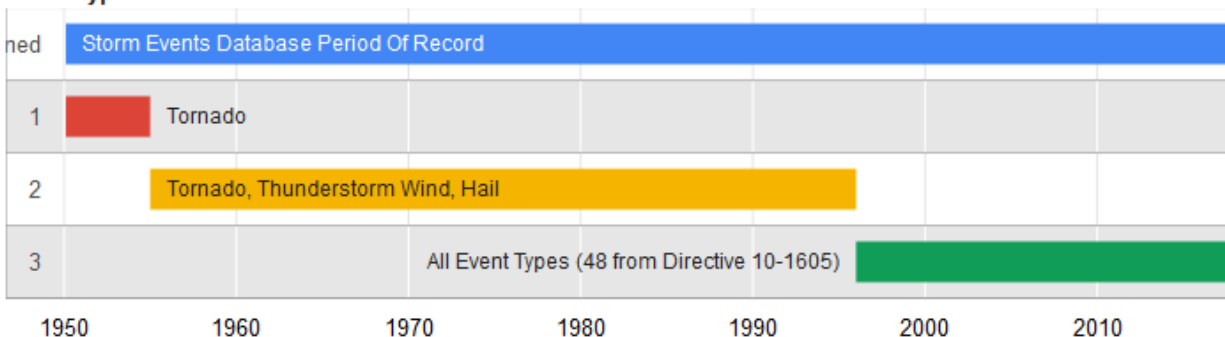 Storm Events Database Period Of Record
1 Tornado
2 Tornado, Thunderstorm Wind, Hail
3 All Event Types (48 from Directive 10-1605)
1950 1960 1970 1980 1990 2000 2010